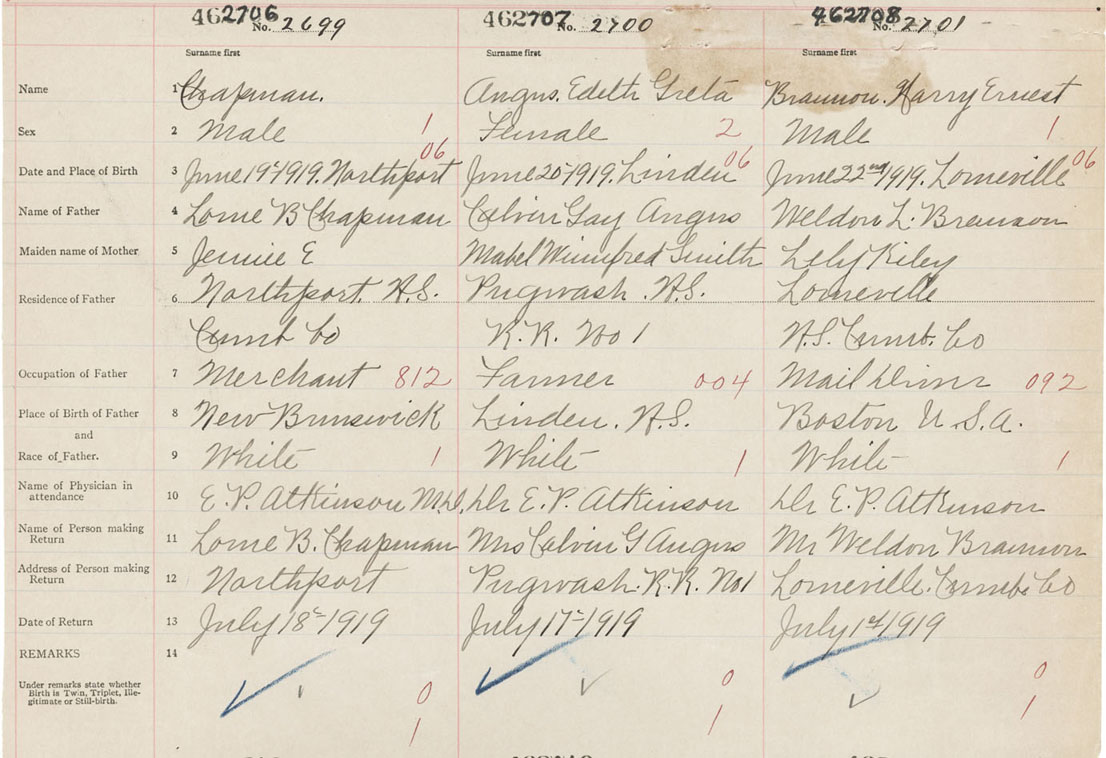 462706 462707 462708
No. 2699 No. 2700 No. 2701
Surname first Surname first Surname first
Name 1 Chapman. Angus. Edith Greta Brannon. Harry Ernest
Sex 2 Male 1 Female 2 Male 1
06 06 06
Date and Place of Birth 3 June 19th 1919. Northport June 20th 1919. Linden June 22nd 1919. Lorneville
Name of Father 4 Lorne B Chapman Calvin Gay Angus Weldon L. Brannon
Maiden name of Mother 5 Jennie E Mabel Winnifred Smith Lely Kiley
Residence of Father 6 Northport. N.S. Pugwash. N.S. Lorneville
Cumb Co R.R. No 1 N.S. Cumb. Co
Occupation of Father 7 Merchant 812 Farmer 004 Mail Driver 092
Place of Birth of Father 8 New Brunswick Linden. N.S. Boston U.S.A.
and
Race of Father. 9 White 1 White 1 White 1
Name of Physician in
attendance 10 E. P. Atkinson M.D. Dr E. P. Atkinson Dr E. P. Atkinson
Name of Person making
Return 11 Lorne B. Chapman Mrs Calvin G Angus Mr Weldon Brannon
Address of Person making
Return 12 Northport Pugwash. R.R. No1 Lorneville. Cumb. Co
Date of Return 13 July 18th 1919 July 17th 1919 July 1st 1919
REMARKS 14
Under remarks state whether
Birth is Twin, Triplet, Ille-
gitimate or Still-birth.
0 0 0
1 1 1